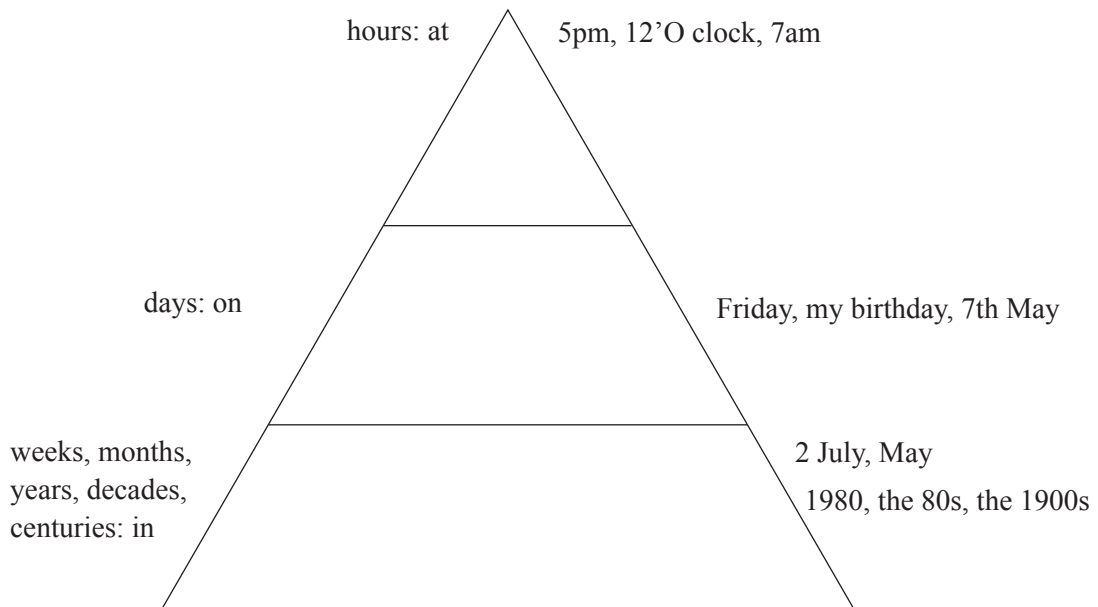 hours: at
5pm, 12’O clock, 7am
days: on
Friday, my birthday, 7th May
weeks, months,
years, decades,
centuries: in
2 July, May
1980, the 80s, the 1900s